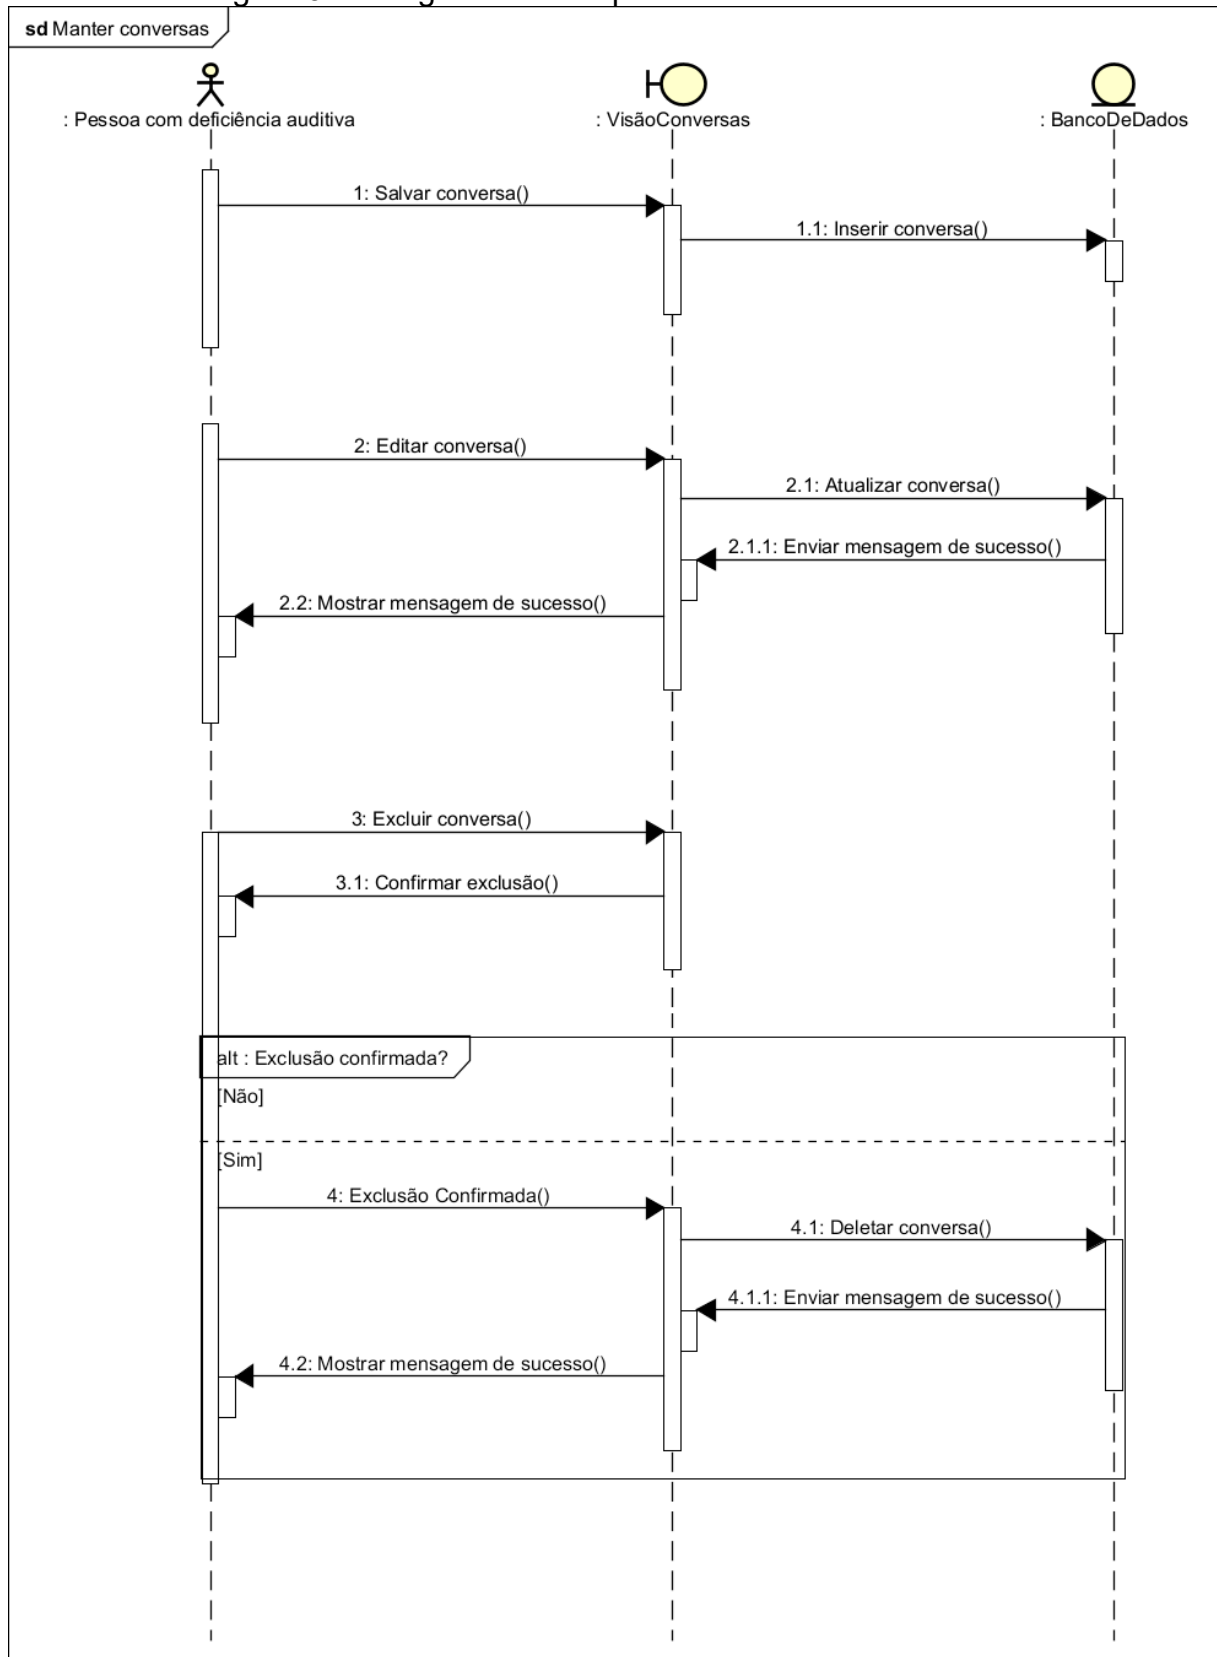 sd Manter conversas
: Pessoa com deficiência auditiva
: VisãoConversas
: BancoDeDados
1: Salvar conversa()
1.1: Inserir conversa()
2: Editar conversa()
2.1: Atualizar conversa()
2.1.1: Enviar mensagem de sucesso()
2.2: Mostrar mensagem de sucesso()
3: Excluir conversa()
3.1: Confirmar exclusão()
alt : Exclusão confirmada?
[Não]
[Sim]
4: Exclusão Confirmada()
4.1: Deletar conversa()
4.1.1: Enviar mensagem de sucesso()
4.2: Mostrar mensagem de sucesso()